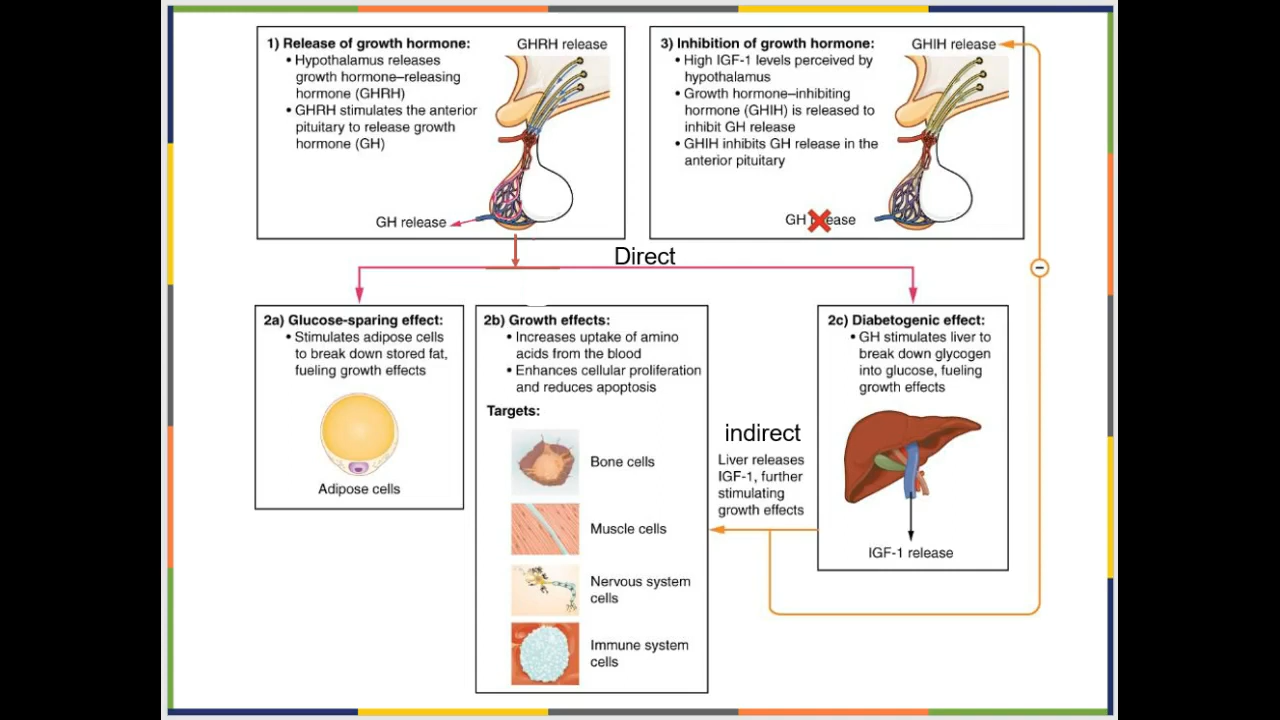 1) Release of growth hormone:
GHRH release
• Hypothalamus releases
growth hormone–releasing
hormone (GHRH)
• GHRH stimulates the anterior
pituitary to release growth
hormone (GH)
GH release
3) Inhibition of growth hormone:
GHIH release
• High IGF-1 levels perceived by
hypothalamus
• Growth hormone–inhibiting
hormone (GHIH) is released to
inhibit GH release
• GHIH inhibits GH release in the
anterior pituitary
GH ease
Direct
−
2a) Glucose-sparing effect:
• Stimulates adipose cells
to break down stored fat,
fueling growth effects
Adipose cells
2b) Growth effects:
• Increases uptake of amino
acids from the blood
• Enhances cellular proliferation
and reduces apoptosis
Targets:
Bone cells
Muscle cells
Nervous system
cells
Immune system
cells
indirect
Liver releases
IGF-1, further
stimulating
growth effects
2c) Diabetogenic effect:
• GH stimulates liver to
break down glycogen
into glucose, fueling
growth effects
IGF-1 release